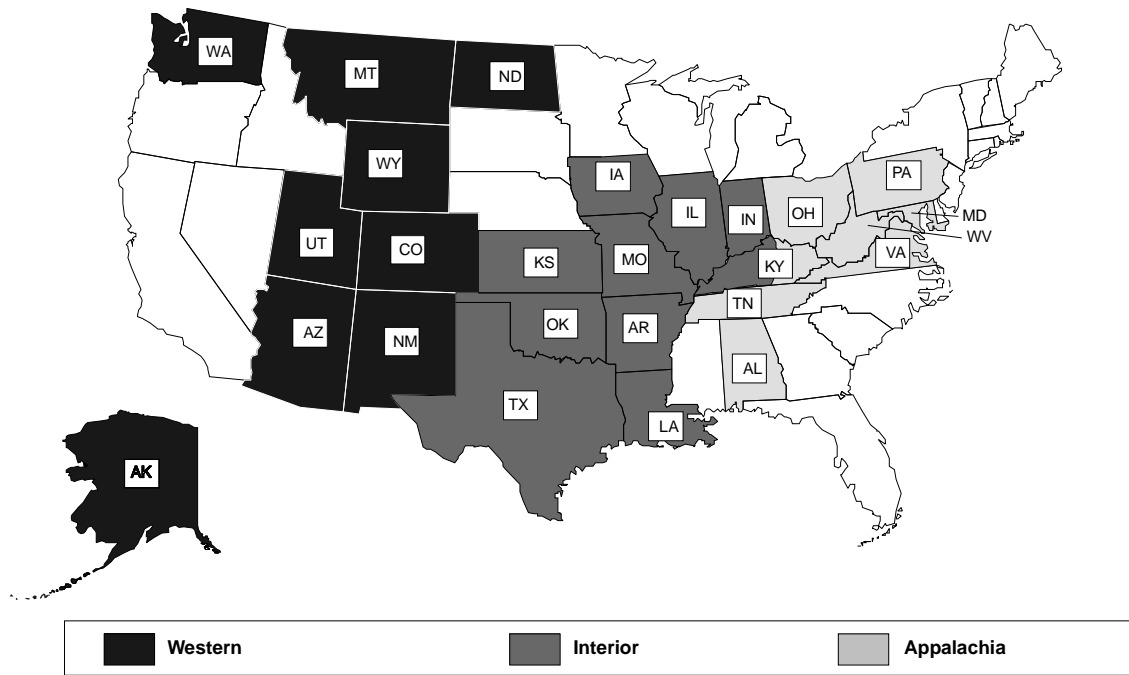 WA
MT
ND
WY
IA
PA
IL
IN
OH
MD
WV
UT
CO
KS
MO
KY
VA
TN
AZ
NM
OK
AR
AL
TX
LA
AK
Western
Interior
Appalachia